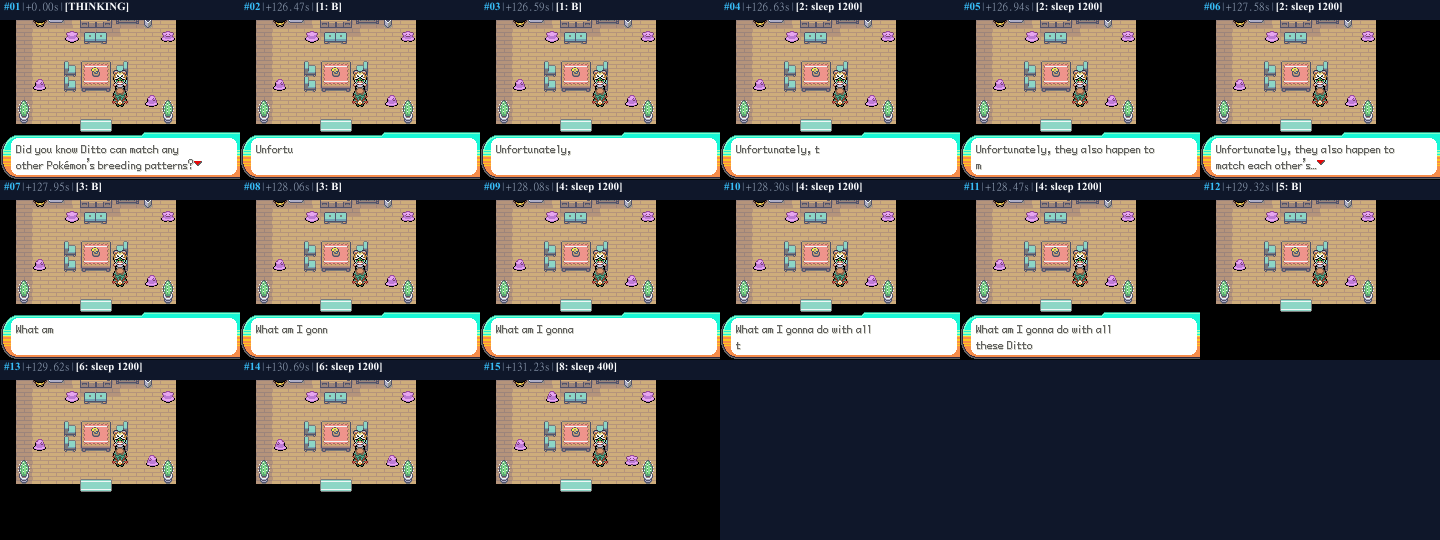 #01 | +0.00s | [THINKING]
#02 | +126.47s | [1: B]
#03 | +126.59s | [1: B]
#04 | +126.63s | [2: sleep 1200]
#05 | +126.94s | [2: sleep 1200]
#06 | +127.58s | [2: sleep 1200]
Did you know Ditto can match any
other Pokémon's breeding patterns?
Unfortu
Unfortunately,
Unfortunately, t
Unfortunately, they also happen to
m
Unfortunately, they also happen to
match each other's...
#07 | +127.95s | [3: B]
#08 | +128.06s | [3: B]
#09 | +128.08s | [4: sleep 1200]
#10 | +128.30s | [4: sleep 1200]
#11 | +128.47s | [4: sleep 1200]
#12 | +129.32s | [5: B]
What am
What am I gonn
What am I gonna
What am I gonna do with all
t
What am I gonna do with all
these Ditto
#13 | +129.62s | [6: sleep 1200]
#14 | +130.69s | [6: sleep 1200]
#15 | +131.23s | [8: sleep 400]